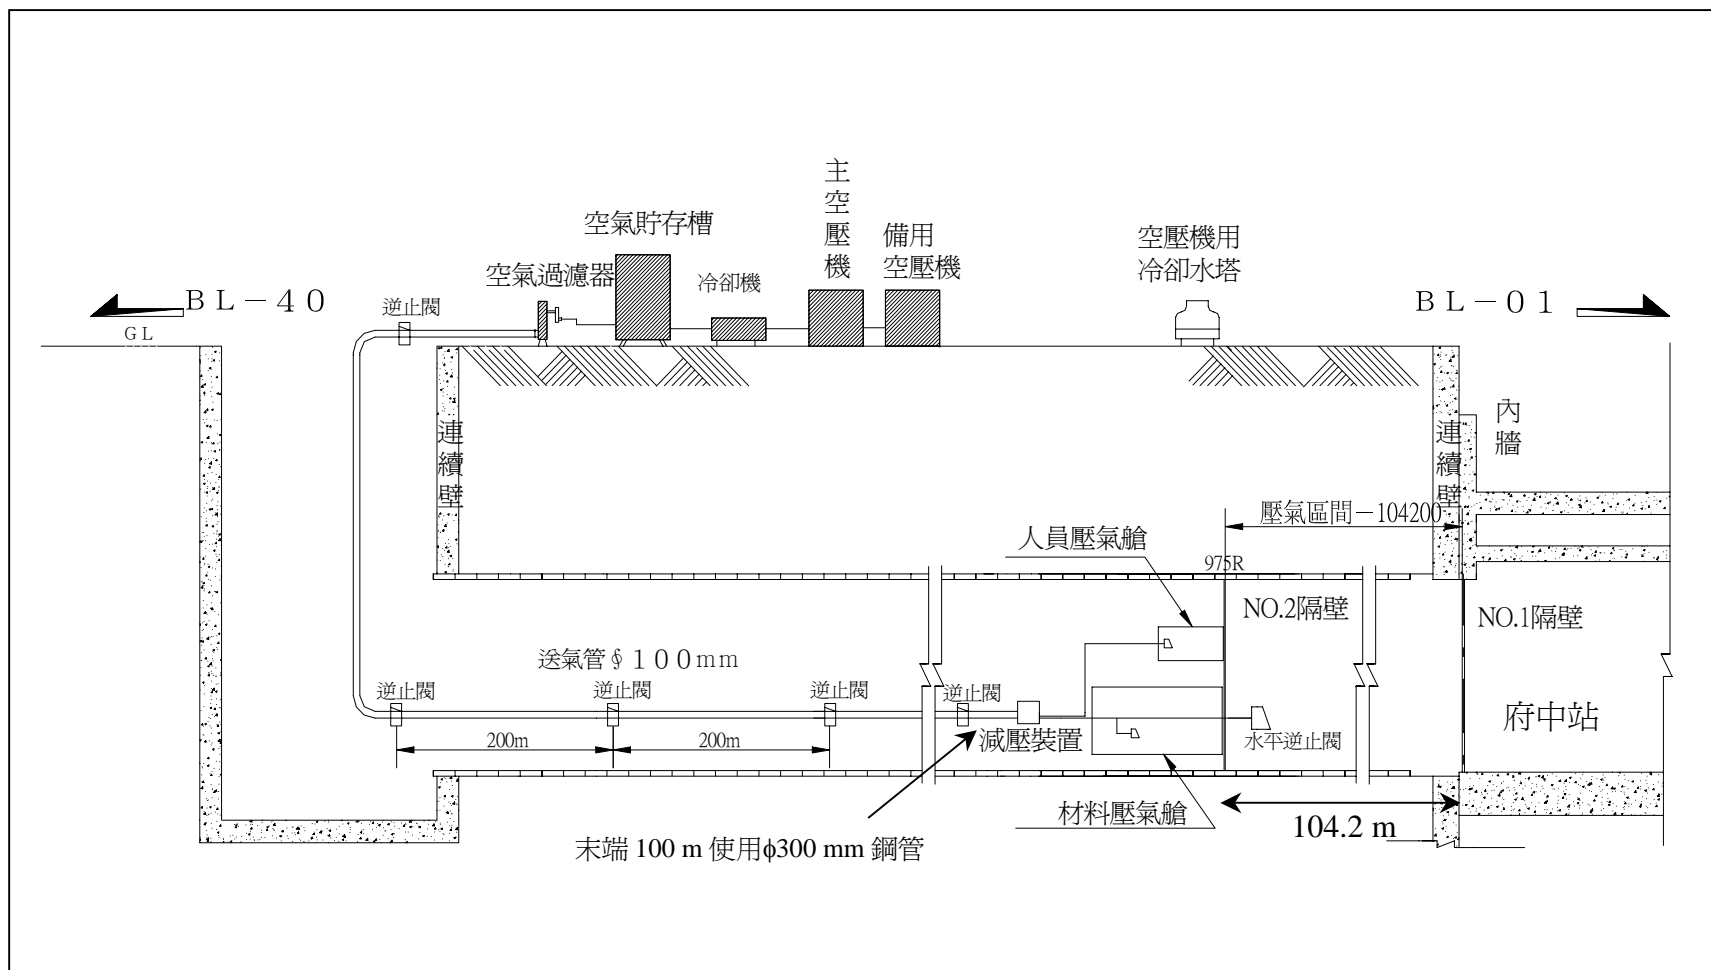 主空壓機
空氣貯存槽
備用
空壓機
空壓機用
冷卻水塔
空氣過濾器
冷卻機
ＢＬ－４０
逆止閥
ＢＬ－０１
GL
連續壁
連續壁
內牆
壓氣區間－104200
人員壓氣艙
975R
NO.2隔壁
NO.1隔壁
送氣管∮１００mm
逆止閥
逆止閥
逆止閥
逆止閥
府中站
200m
200m
減壓裝置
水平逆止閥
材料壓氣艙
104.2 m
末端 100 m 使用ϕ300 mm 鋼管